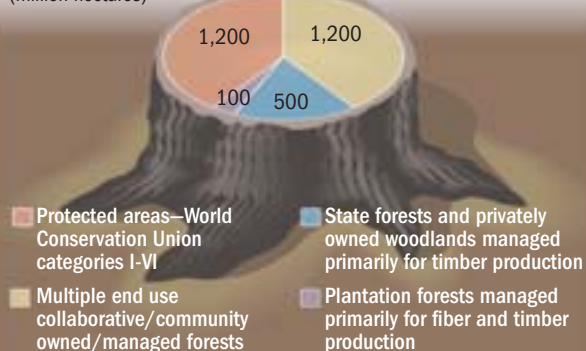 (million hectares)
1,200
1,200
100
500
Protected areas—World
Conservation Union
categories I-VI
Multiple end use
collaborative/community
owned/managed forests
State forests and privately
owned woodlands managed
primarily for timber production
Plantation forests managed
primarily for fiber and timber
production